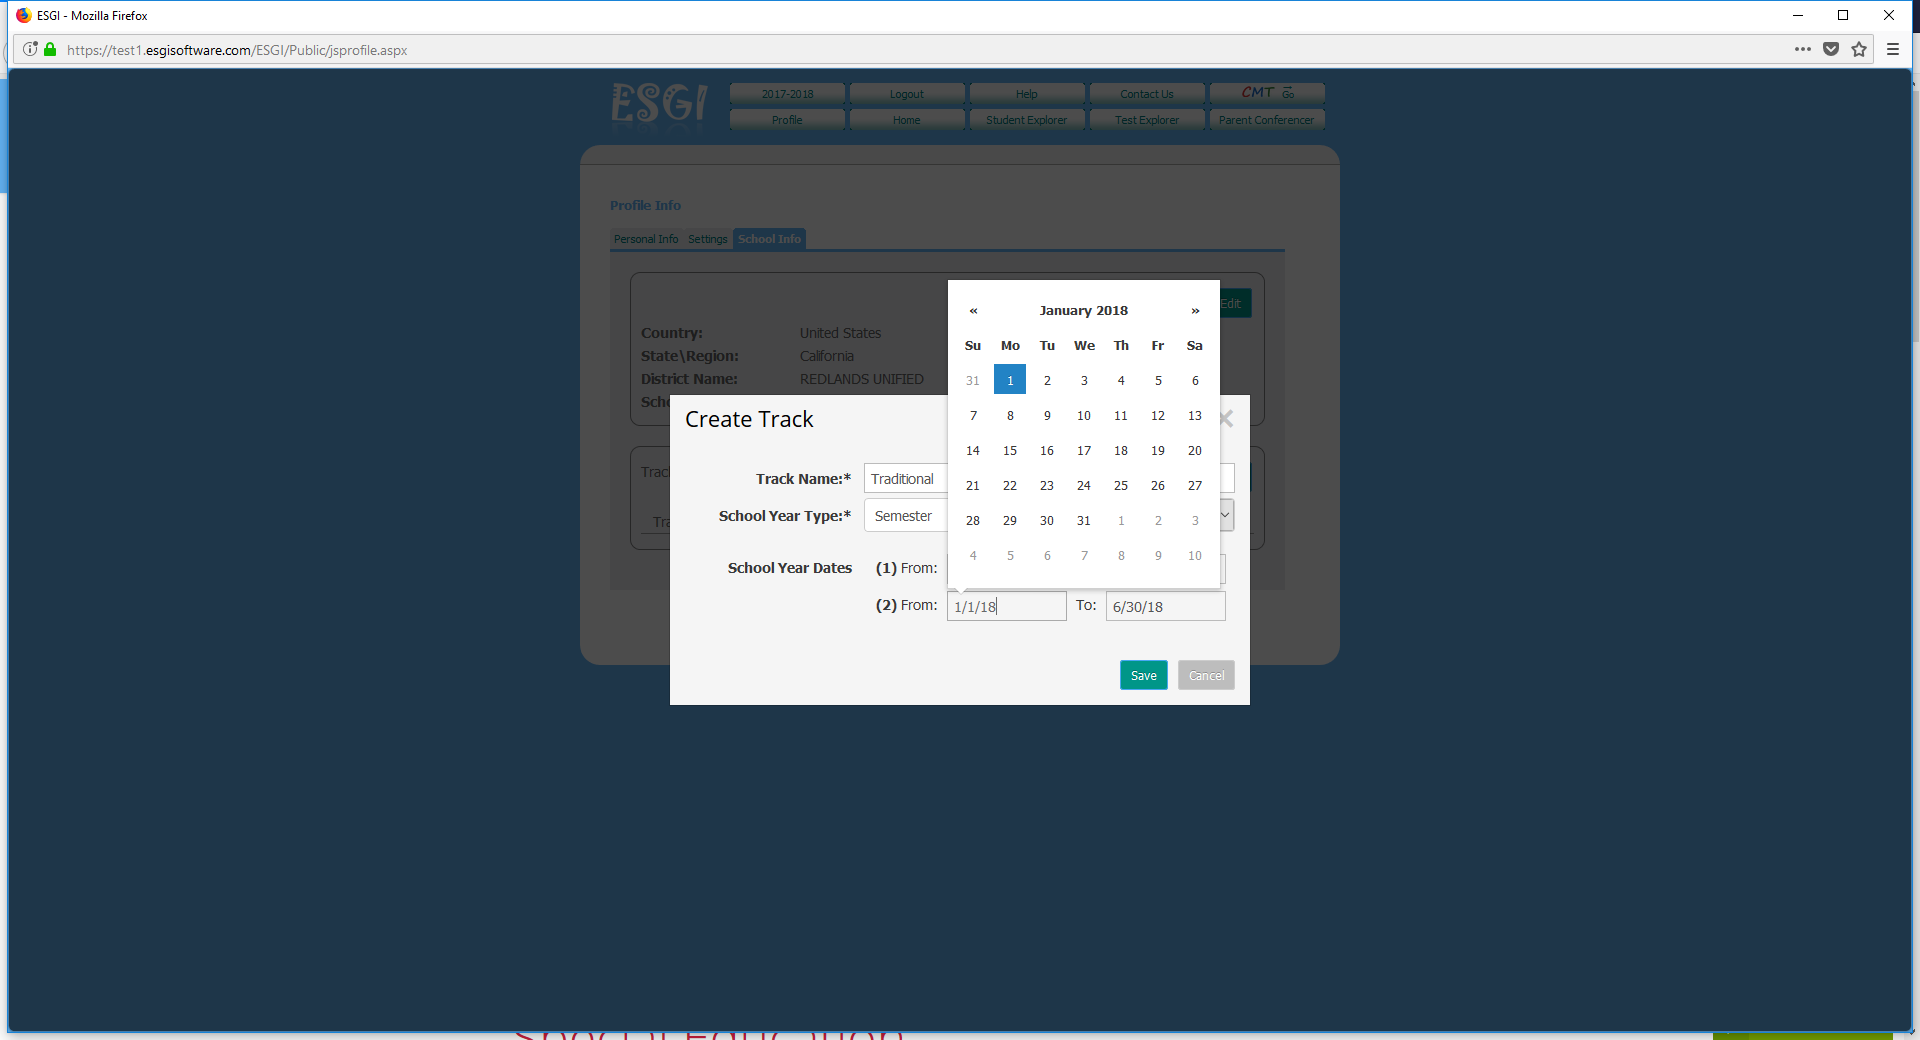 ESGI - Mozilla Firefox
https://test1.esgisoftware.com/ESGI/Public/jsprofile.aspx
ESGI
2017-2018 Logout Help Contact Us CMT Go
Profile Home Student Explorer Test Explorer Parent Conferencer
Profile Info
Personal Info Settings School Info
Edit
Country: United States
State\Region: California
District Name: REDLANDS UNIFIED
« January 2018 »
Su Mo Tu We Th Fr Sa
31 1 2 3 4 5 6
7 8 9 10 11 12 13
14 15 16 17 18 19 20
21 22 23 24 25 26 27
28 29 30 31 1 2 3
4 5 6 7 8 9 10
Create Track
Track Name:* Traditional
School Year Type:* Semester
School Year Dates (1) From:
(2) From: 1/1/18 To: 6/30/18
Save Cancel
Special Education